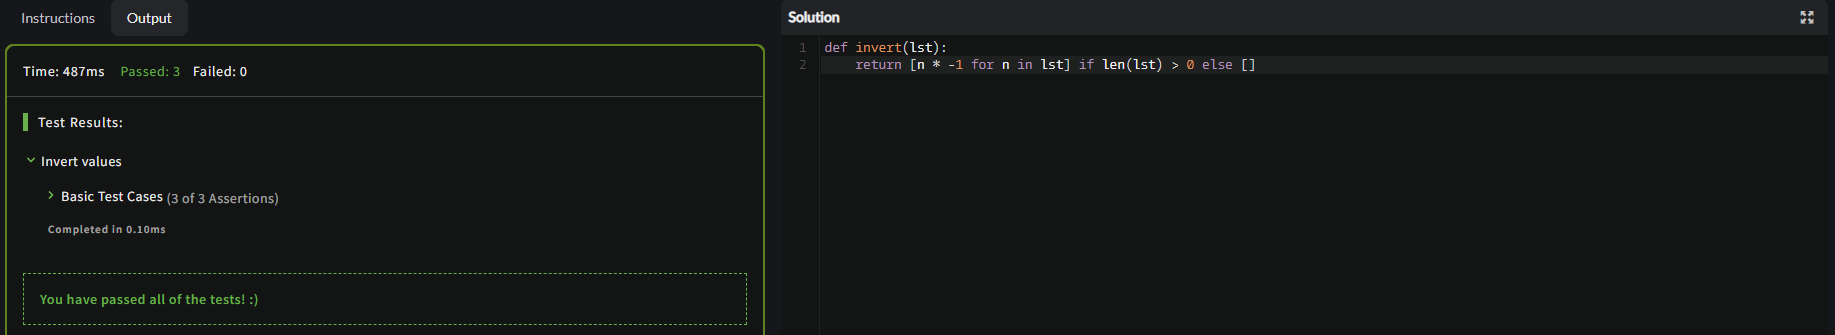 Instructions
Output
Time: 487ms Passed: 3 Failed: 0
Test Results:
Invert values
Basic Test Cases (3 of 3 Assertions)
Completed in 0.10ms
You have passed all of the tests! :)
Solution
1 def invert(lst):
2     return [n * -1 for n in lst] if len(lst) > 0 else []